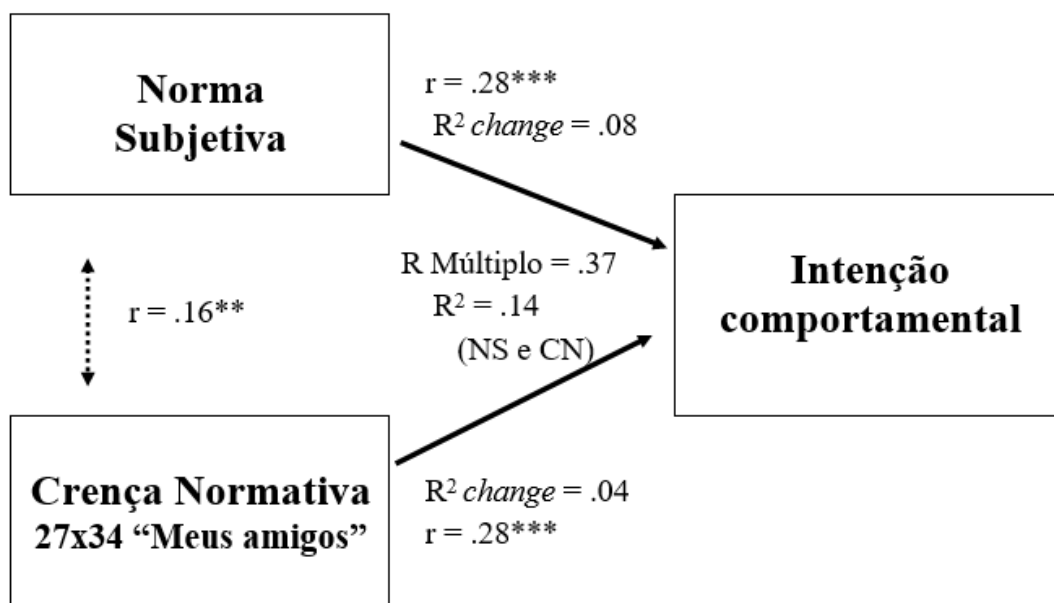 Norma
Subjetiva
r = .28***
R² change = .08
r = .16**
R Múltiplo = .37
R² = .14
(NS e CN)
Intenção
comportamental
Crença Normativa
27x34 “Meus amigos”
R² change = .04
r = .28***